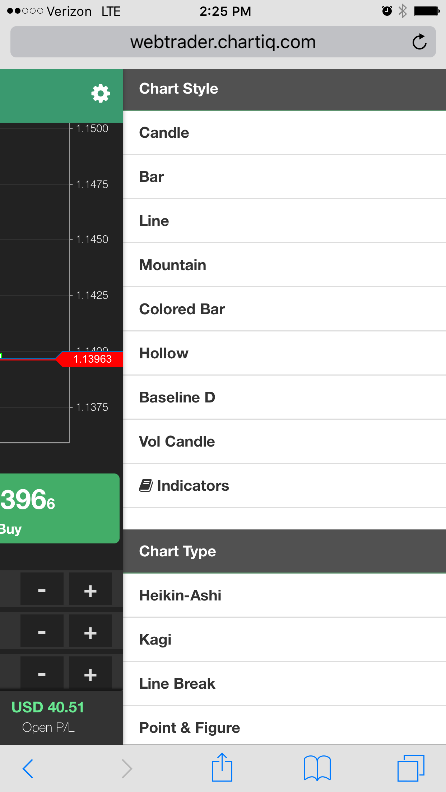 Verizon LTE 2:25 PM
webtrader.chartiq.com
1.1500
1.1475
1.1450
1.1425
1.1400
1.13963
1.1375
3966
Buy
- +
- +
- +
USD 40.51
Open P/L
Chart Style
Candle
Bar
Line
Mountain
Colored Bar
Hollow
Baseline D
Vol Candle
Indicators
Chart Type
Heikin-Ashi
Kagi
Line Break
Point & Figure